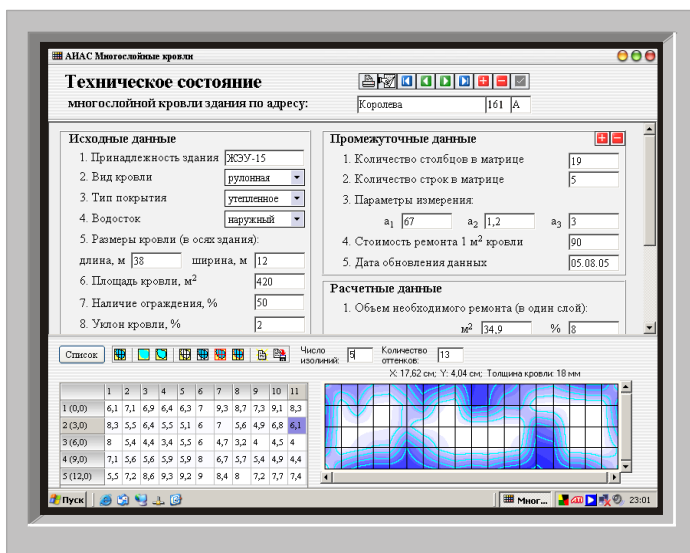 АИАС Многослойные кровли
Техническое состояние
многослойной кровли здания по адресу:
Королева 161 А
Исходные данные
1. Принадлежность здания ЖЭУ-15
2. Вид кровли рулонная
3. Тип покрытия утепленное
4. Водосток наружный
5. Размеры кровли (в осях здания):
длина, м 38 ширина, м 12
6. Площадь кровли, м² 420
7. Наличие ограждения, % 50
8. Уклон кровли, % 2
Промежуточные данные
1. Количество столбцов в матрице 19
2. Количество строк в матрице 5
3. Параметры измерения:
a1 67 a2 1,2 a3 3
4. Стоимость ремонта 1 м² кровли 90
5. Дата обновления данных 05.08.05
Расчетные данные
1. Объем необходимого ремонта (в один слой):
м² 34,9 % 8
Список
Число изолиний: 5
Количество оттенков: 13
X: 17,62 см; Y: 4,04 см; Толщина кровли: 18 мм
1 2 3 4 5 6 7 8 9 10 11
1 (0,0) 6,1 7,1 6,9 6,4 6,3 7 9,3 8,7 7,3 9,1 8,3
2 (3,0) 8,3 5,5 6,4 5,5 5,1 6 7 5,6 4,9 6,8 6,1
3 (6,0) 8 5,4 4,4 3,4 5,5 6 4,7 3,2 4 4,5 4
4 (9,0) 7,1 5,6 5,6 5,9 5,9 8 6,7 5,7 5,4 4,9 4,4
5 (12,0) 5,5 7,2 8,6 9,3 9,2 9 8,4 8 7,2 7,7 7,4
Пуск
Мног...
23:01